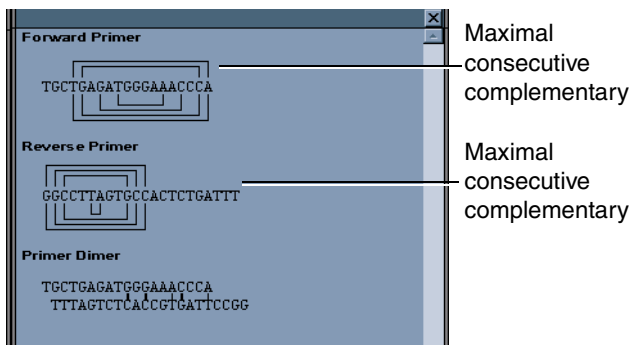 Forward Primer
TGCTGAGATGGGAAACCCA
Maximal
consecutive
complementary
Reverse Primer
GGCCTTAGTGCCACTCTGATTT
Maximal
consecutive
complementary
Primer Dimer
TGCTGAGATGGGAAACCCA
TTTAGTCTCACCGTGATTCCGG